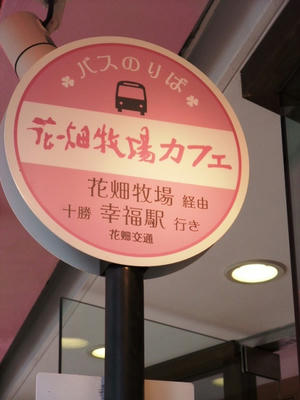 バスのりば
花畑牧場カフェ
花畑牧場 経由
十勝 幸福駅 行き
花畑交通